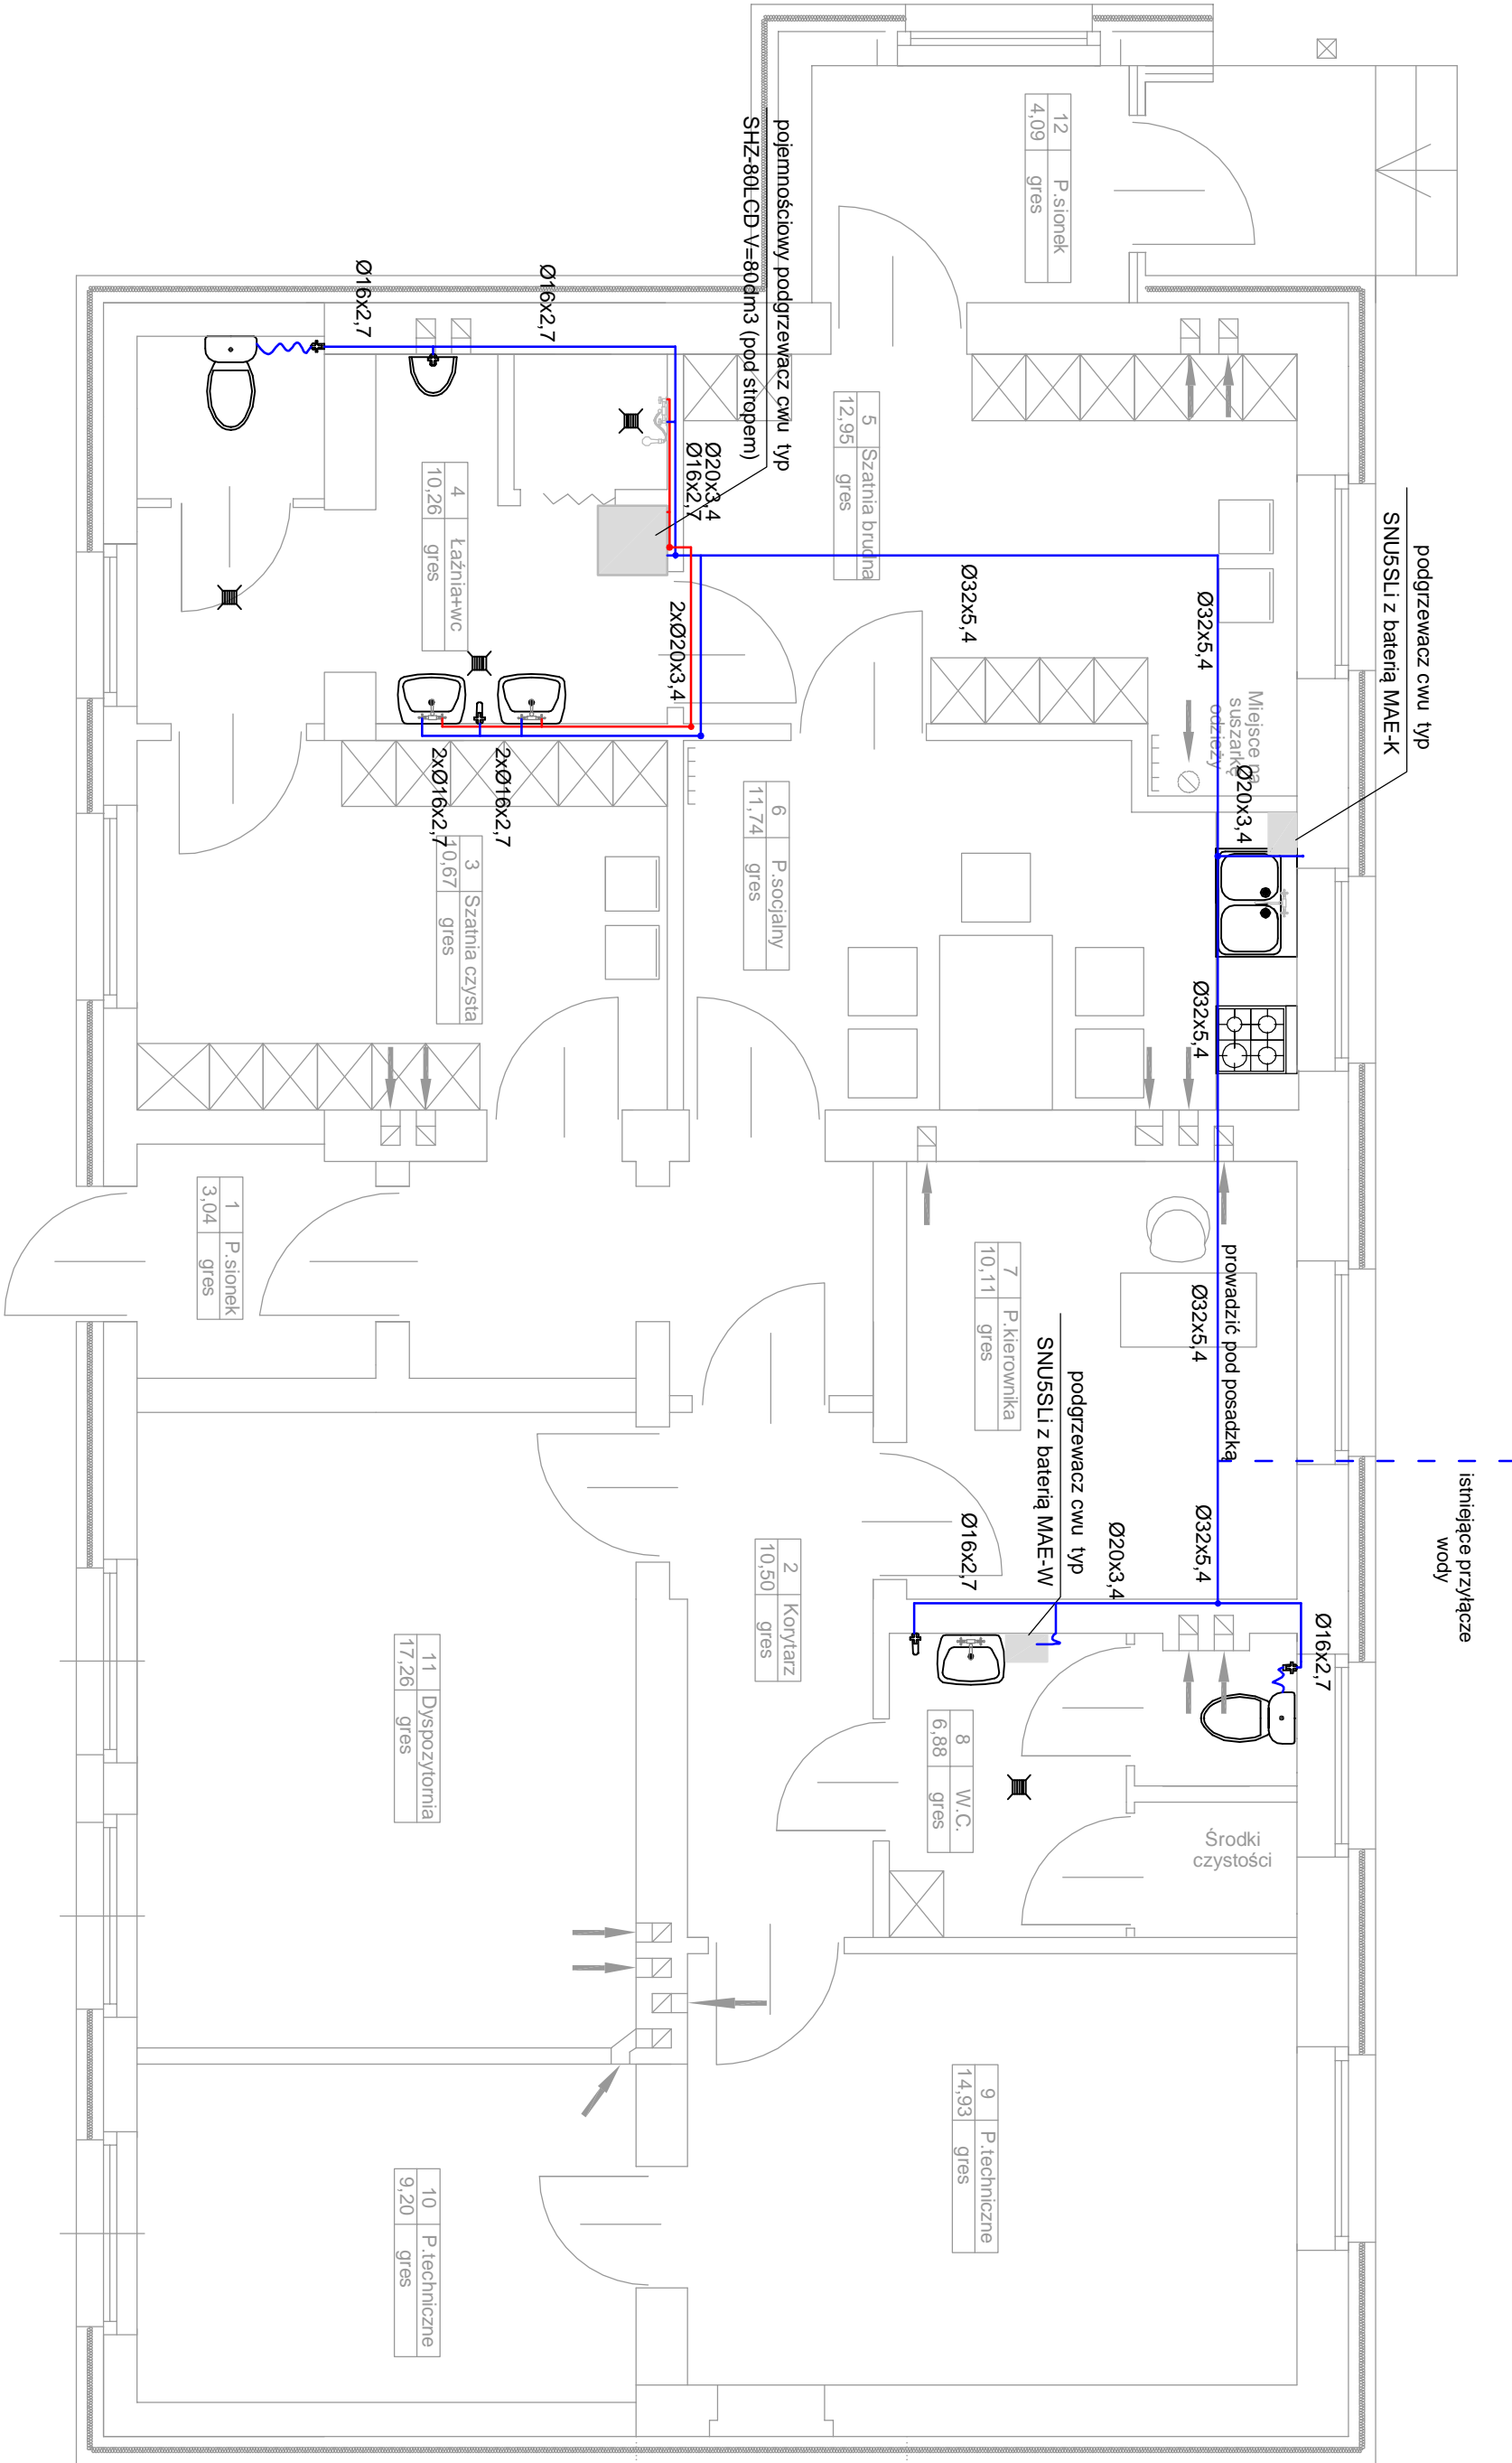 istniejące przyłącze
wody
podgrzewacz cwu typ
SNU5SLi z baterią MAE-K
Ø16x2,7
prowadzić pod posadzką
Miejsce na
suszarkę
odzieży
Ø20x3,4
Ø32x5,4
Ø32x5,4
Ø32x5,4
Ø32x5,4
Środki
czystości
Ø20x3,4
podgrzewacz cwu typ
SNU5SLi z baterią MAE-W
12 P.sionek
4,09 gres
Ø32x5,4
Ø16x2,7
7 P.kierownika
10,11 gres
9 P.techniczne
14,93 gres
8 W.C.
6,88 gres
5 Szatnia brudna
12,95 gres
pojemnościowy podgrzewacz cwu typ
SHZ-80LCD V=80dm3 (pod stropem)
6 P.socjalny
11,74 gres
2 Korytarz
10,50 gres
Ø20x3,4
Ø16x2,7
2xØ20x3,4
Ø16x2,7
2xØ16x2,7
2xØ16x2,7
4 Łaźnia+wc
10,26 gres
3 Szatnia czysta
10,67 gres
11 Dyspozytornia
17,26 gres
10 P.techniczne
9,20 gres
Ø16x2,7
1 P.sionek
3,04 gres